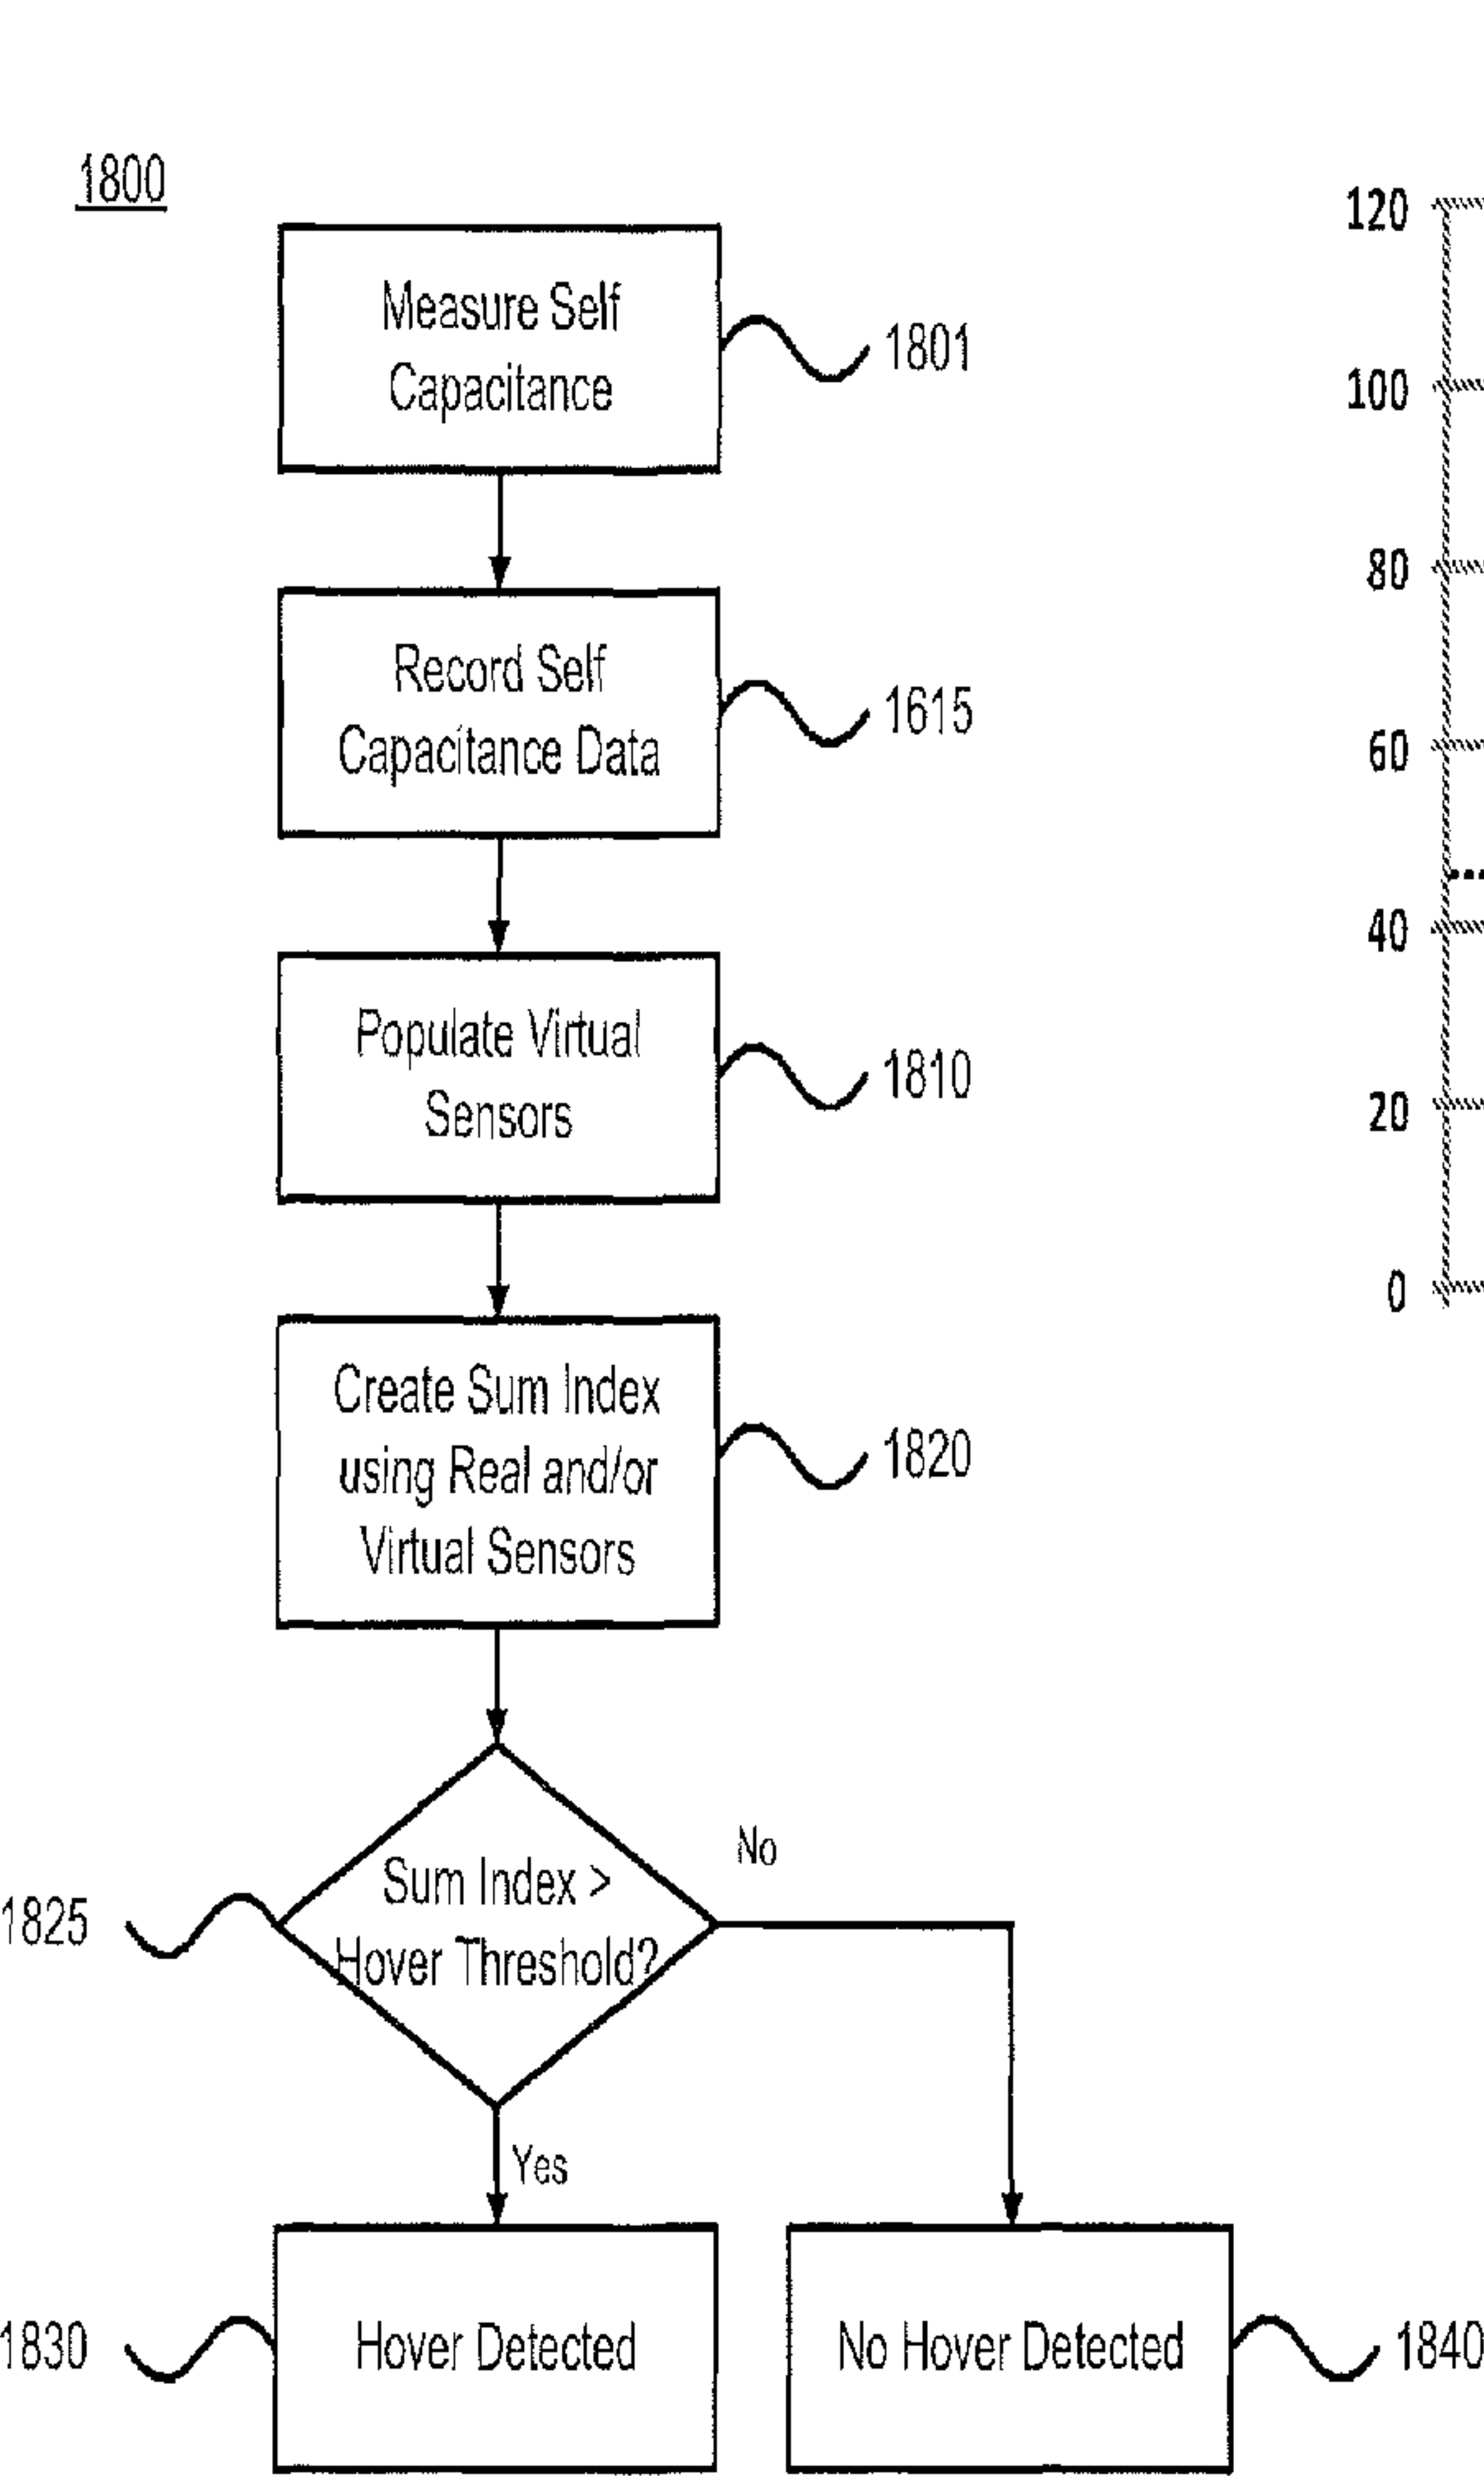 1800
Measure Self
Capacitance
1801
Record Self
Capacitance Data
1615
Populate Virtual
Sensors
1810
Create Sum Index
using Real and/or
Virtual Sensors
1820
Sum Index >
Hover Threshold?
1825
No
Yes
Hover Detected
1830
No Hover Detected
1840
120
100
80
60
40
20
0